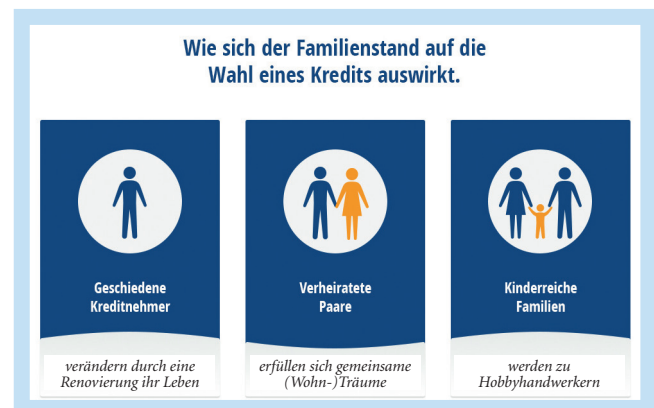 Wie sich der Familienstand auf die
Wahl eines Kredits auswirkt.
Geschiedene
Kreditnehmer
verändern durch eine
Renovierung ihr Leben
Verheiratete
Paare
erfüllen sich gemeinsame
(Wohn-)Träume
Kinderreiche
Familien
werden zu
Hobbyhandwerkern